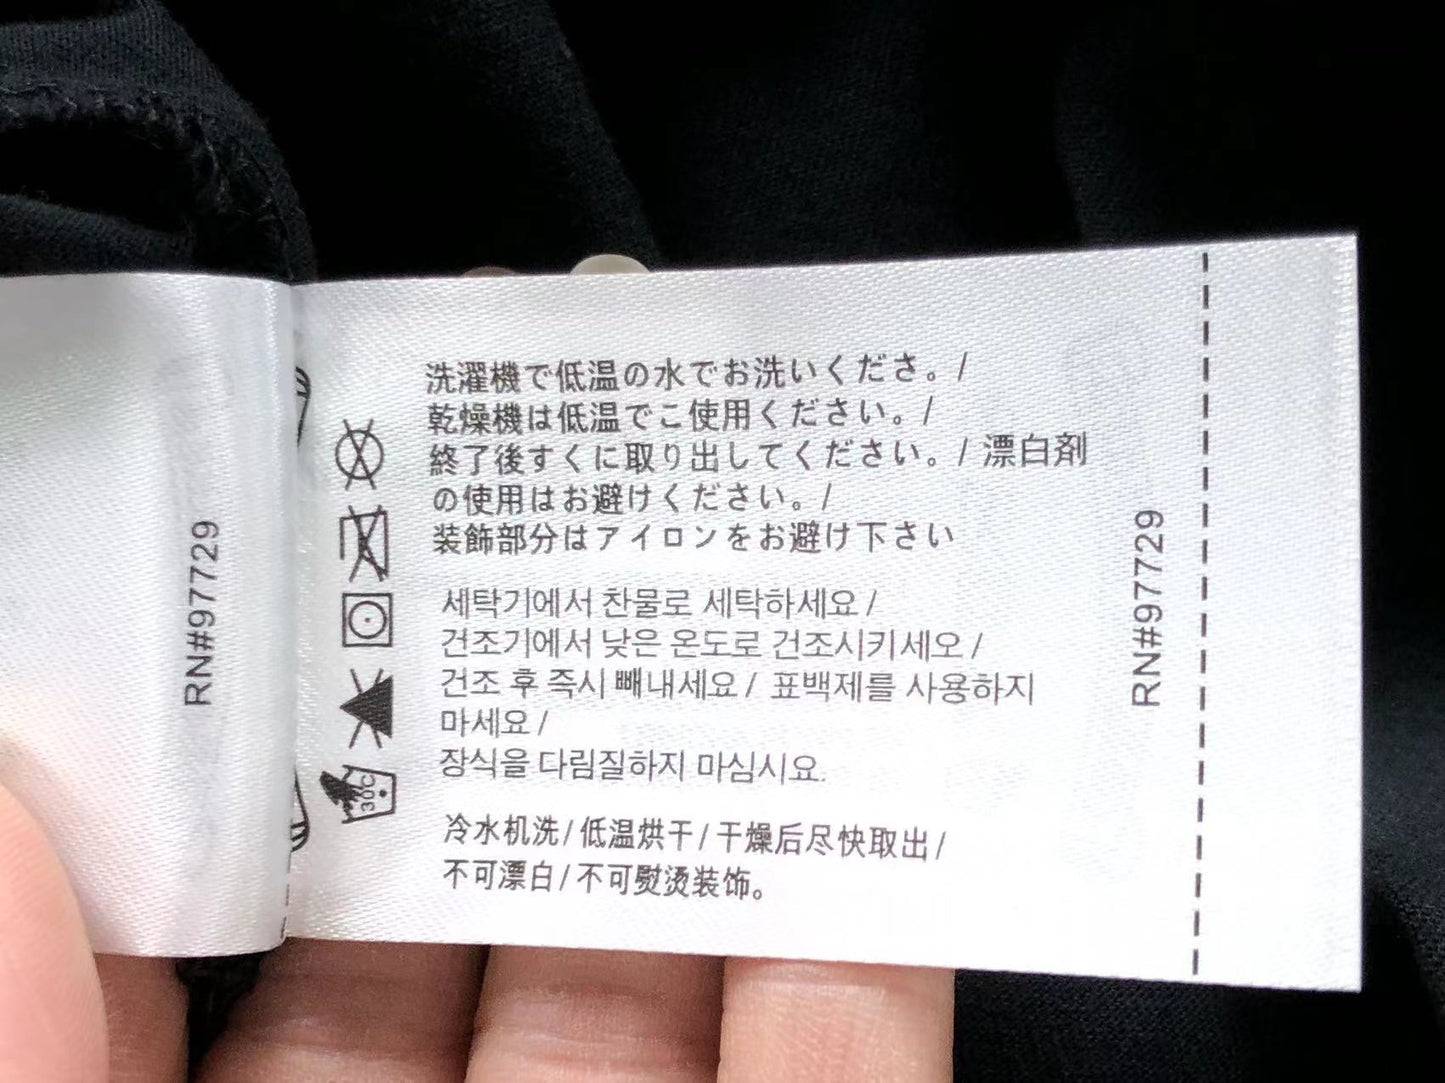 洗濯機で低温の水でお洗いくださ。/
乾燥機は低温でご使用ください。/
終了後すぐに取り出してください。/ 漂白剤
の使用はお避けください。/
装飾部分はアイロンをお避け下さい
세탁기에서 찬물로 세탁하세요 /
건조기에서 낮은 온도로 건조시키세오 /
건조 후 즉시 빼내세요 / 표백제를 사용하지
마세요 /
장식을 다림질하지 마십시요.
冷水机洗/低温烘干/干燥后尽快取出/
不可漂白/不可熨烫装饰。
30C
RN#97729
RN#97729